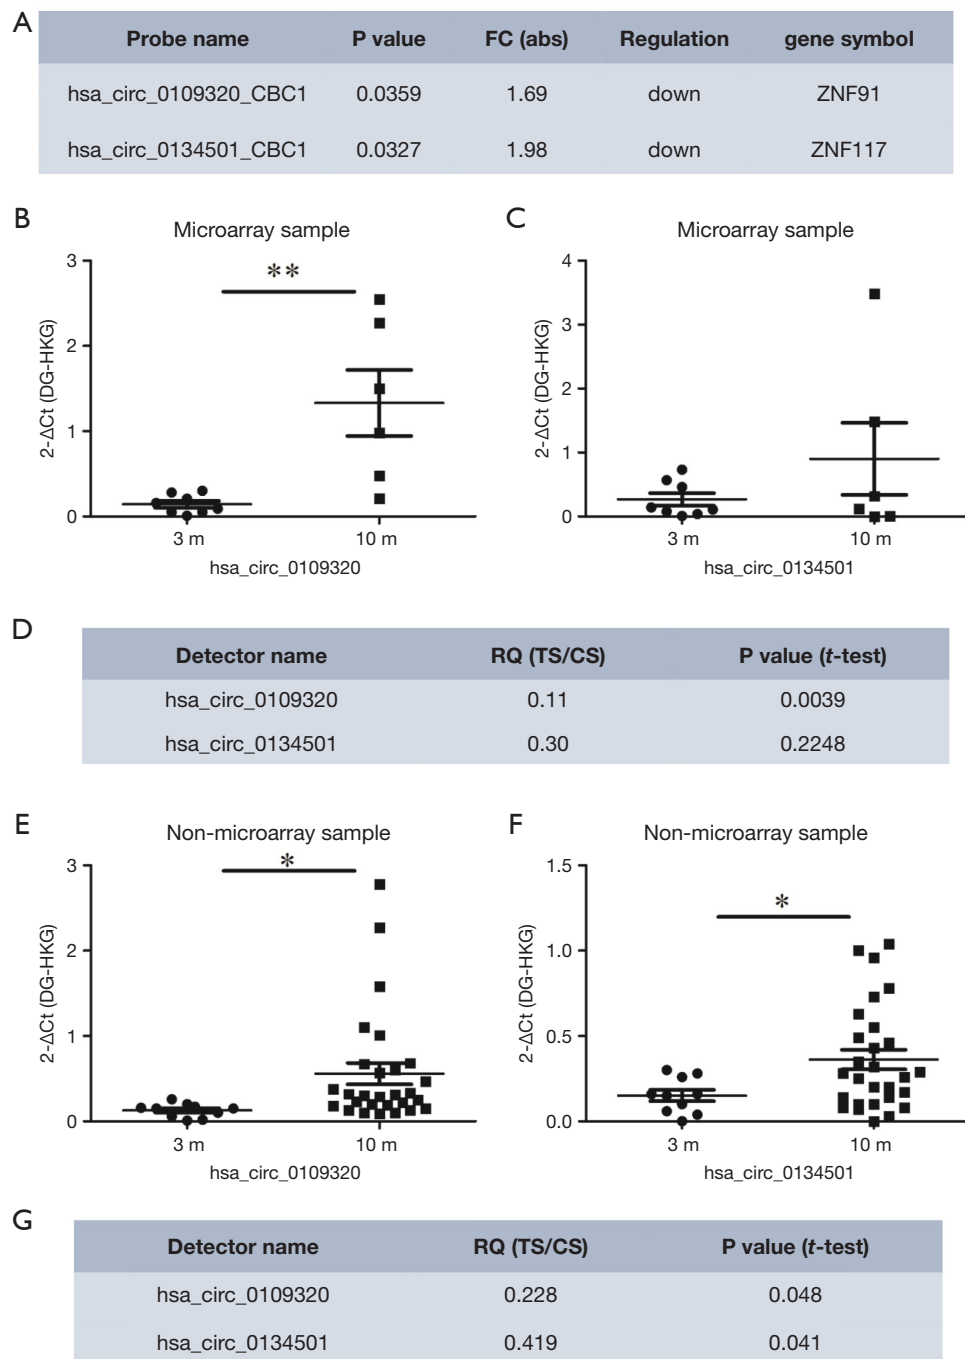 A
Probe name P value FC (abs) Regulation gene symbol
hsa_circ_0109320_CBC1 0.0359 1.69 down ZNF91
hsa_circ_0134501_CBC1 0.0327 1.98 down ZNF117
B
Microarray sample
3
2
1
0
2-ΔCt (DG-HKG)
**
3 m 10 m
hsa_circ_0109320
C
Microarray sample
4
3
2
1
0
2-ΔCt (DG-HKG)
3 m 10 m
hsa_circ_0134501
D
Detector name RQ (TS/CS) P value (t-test)
hsa_circ_0109320 0.11 0.0039
hsa_circ_0134501 0.30 0.2248
E
Non-microarray sample
3
2
1
0
2-ΔCt (DG-HKG)
*
3 m 10 m
hsa_circ_0109320
F
Non-microarray sample
1.5
1.0
0.5
0.0
2-ΔCt (DG-HKG)
*
3 m 10 m
hsa_circ_0134501
G
Detector name RQ (TS/CS) P value (t-test)
hsa_circ_0109320 0.228 0.048
hsa_circ_0134501 0.419 0.041